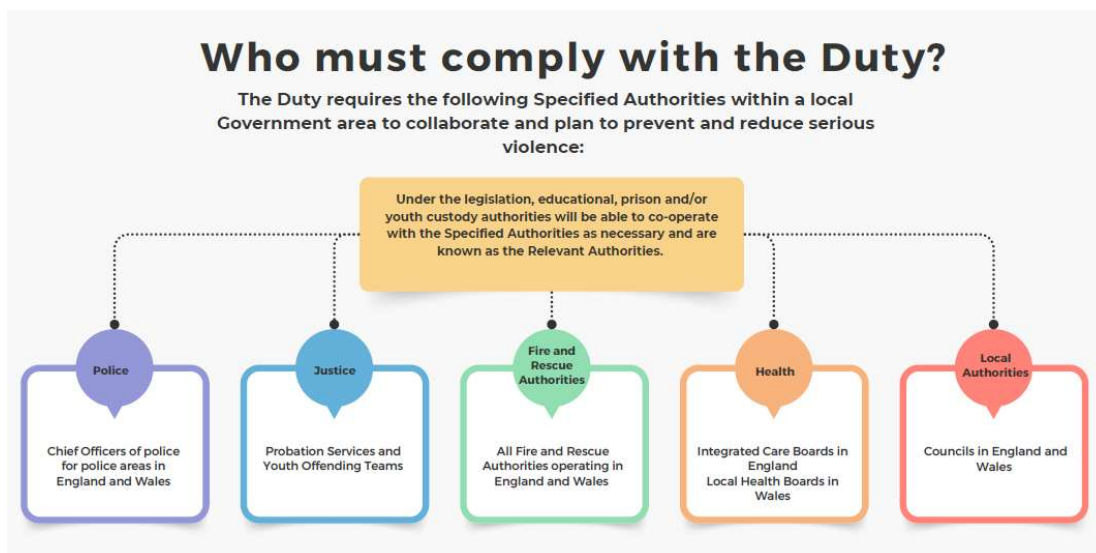 Who must comply with the Duty?
The Duty requires the following Specified Authorities within a local
Government area to collaborate and plan to prevent and reduce serious
violence:
Under the legislation, educational, prison and/or
youth custody authorities will be able to co-operate
with the Specified Authorities as necessary and are
known as the Relevant Authorities.
Police
Chief Officers of police
for police areas in
England and Wales
Justice
Probation Services and
Youth Offending Teams
Fire and
Rescue
Authorities
All Fire and Rescue
Authorities operating in
England and Wales
Health
Integrated Care Boards in
England
Local Health Boards in
Wales
Local
Authorities
Councils in England and
Wales